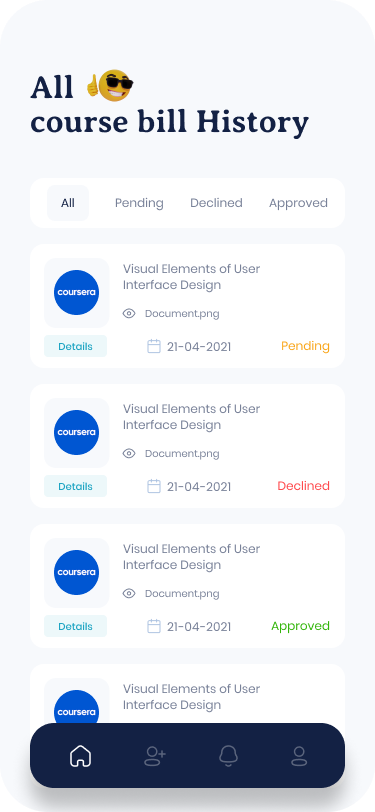 All
course bill History
All Pending Declined Approved
coursera
Visual Elements of User
Interface Design
Document.png
Details 21-04-2021 Pending
coursera
Visual Elements of User
Interface Design
Document.png
Details 21-04-2021 Declined
coursera
Visual Elements of User
Interface Design
Document.png
Details 21-04-2021 Approved
coursera
Visual Elements of User
Interface Design